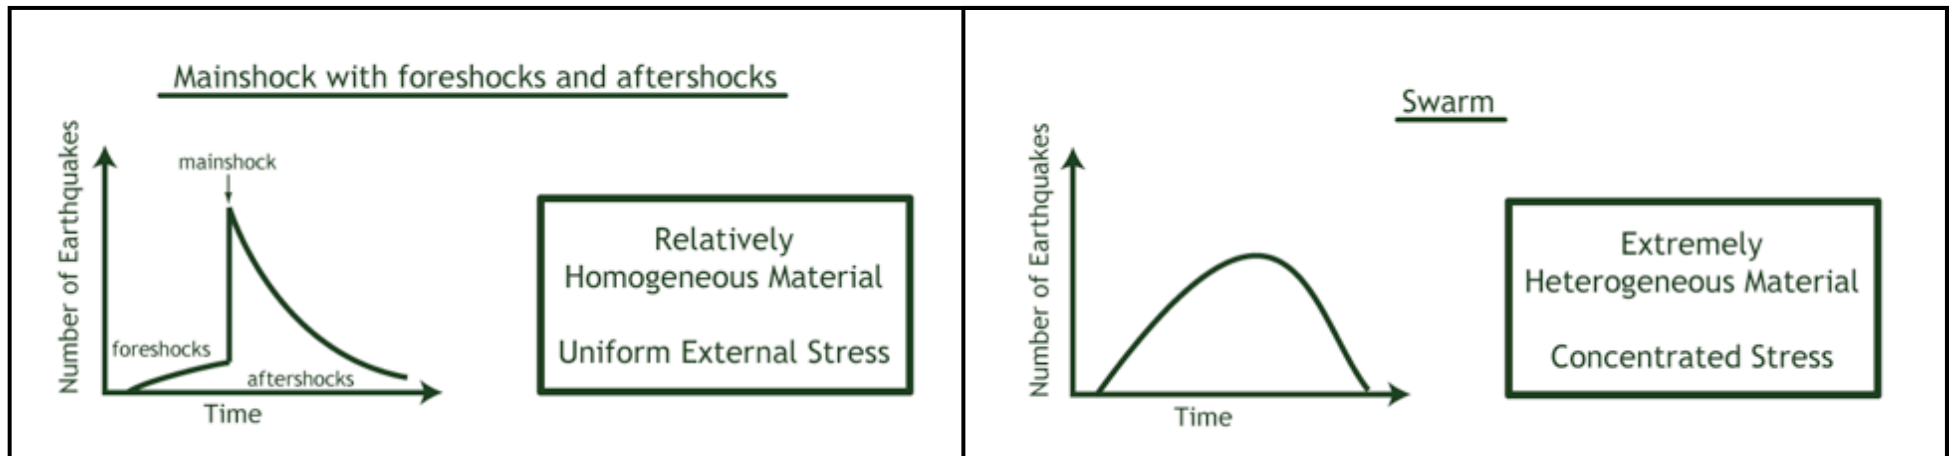 Mainshock with foreshocks and aftershocks
Number of Earthquakes
mainshock
foreshocks
aftershocks
Time
Relatively
Homogeneous Material
Uniform External Stress
Swarm
Number of Earthquakes
Time
Extremely
Heterogeneous Material
Concentrated Stress